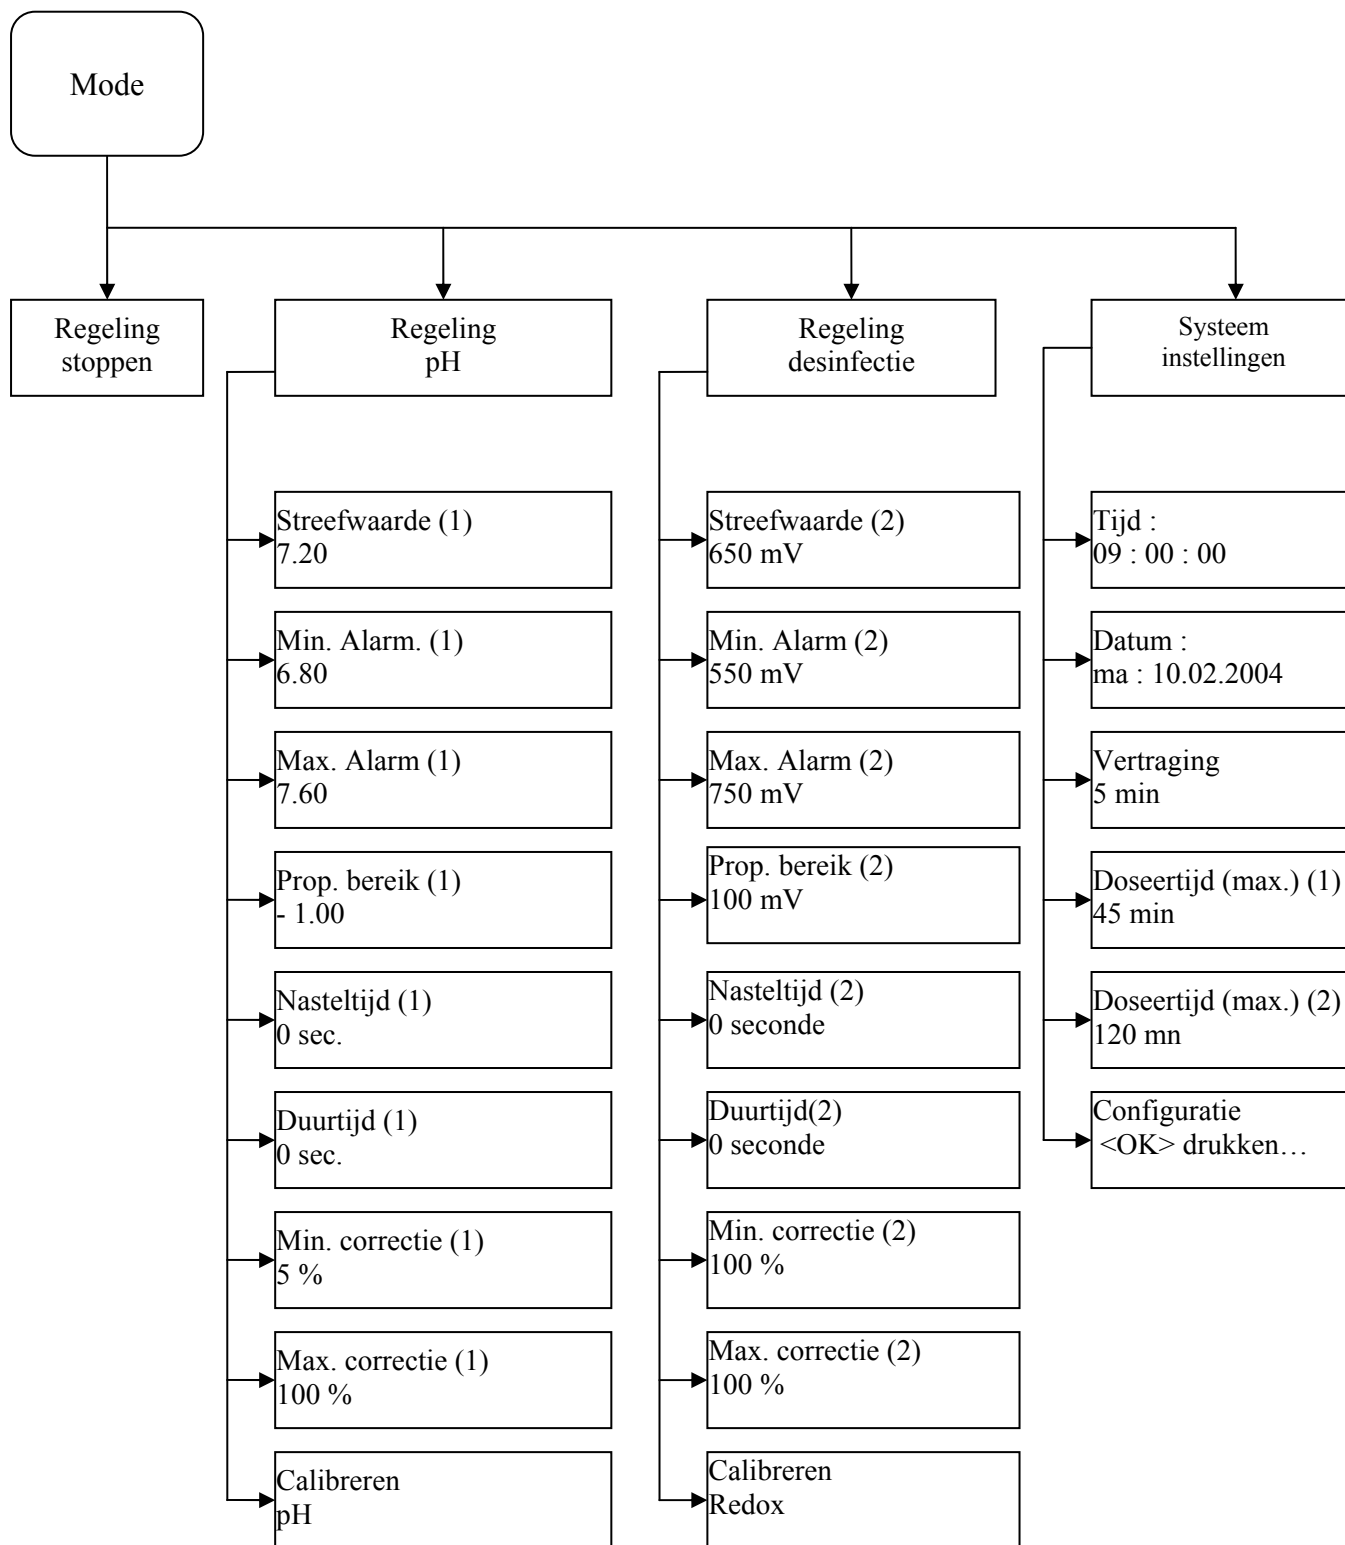 Mode
Regeling
stoppen
Regeling
pH
Regeling
desinfectie
Systeem
instellingen
Streefwaarde (1)
7.20
Min. Alarm. (1)
6.80
Max. Alarm (1)
7.60
Prop. bereik (1)
- 1.00
Nasteltijd (1)
0 sec.
Duurtijd (1)
0 sec.
Min. correctie (1)
5 %
Max. correctie (1)
100 %
Calibreren
pH
Streefwaarde (2)
650 mV
Min. Alarm (2)
550 mV
Max. Alarm (2)
750 mV
Prop. bereik (2)
100 mV
Nasteltijd (2)
0 seconde
Duurtijd(2)
0 seconde
Min. correctie (2)
100 %
Max. correctie (2)
100 %
Calibreren
Redox
Tijd :
09 : 00 : 00
Datum :
ma : 10.02.2004
Vertraging
5 min
Doseertijd (max.) (1)
45 min
Doseertijd (max.) (2)
120 mn
Configuratie
<OK> drukken…